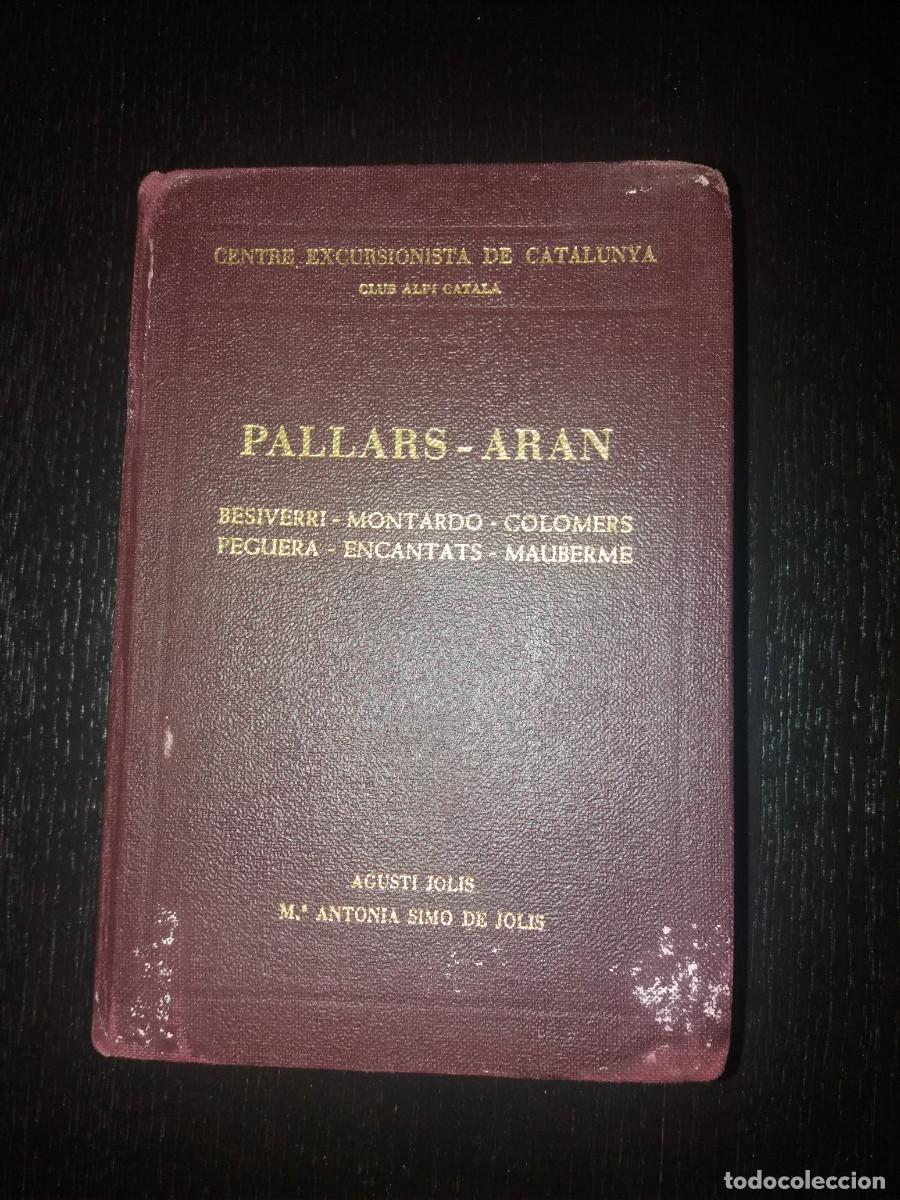 CENTRE EXCURSIONISTA DE CATALUNYA
CLUB ALPI CATALA
PALLARS - ARAN
BESIVERRI - MONTARDO - COLOMERS
PEGUERA - ENCANTATS - MAUBERME
AGUSTI JOLIS
M.ª ANTONIA SIMO DE JOLIS
todocoleccion